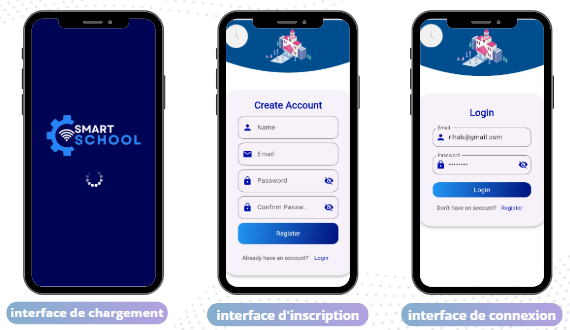 SMART
SCHOOL
interface de chargement
Create Account
Name
Email
Password
Confirm Passw...
Register
Already have an account? Login
interface d'inscription
Login
Email
rihab@gmail.com
Password
••••••••
Login
Don't have an account? Register
interface de connexion